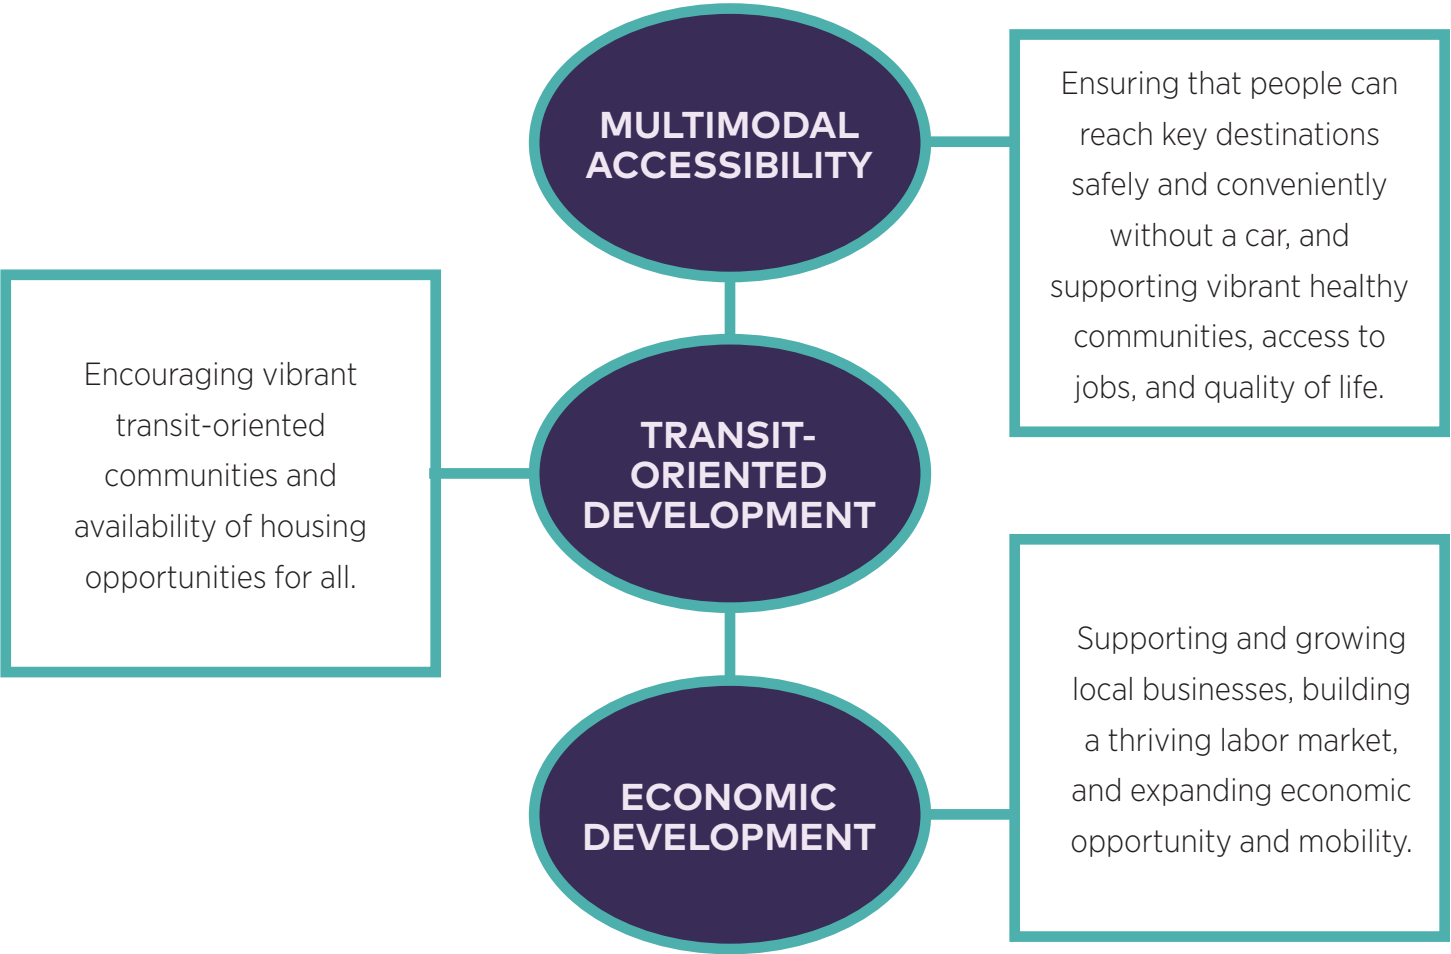 MULTIMODAL
ACCESSIBILITY
Ensuring that people can
reach key destinations
safely and conveniently
without a car, and
supporting vibrant healthy
communities, access to
jobs, and quality of life.
TRANSIT-
ORIENTED
DEVELOPMENT
Encouraging vibrant
transit-oriented
communities and
availability of housing
opportunities for all.
ECONOMIC
DEVELOPMENT
Supporting and growing
local businesses, building
a thriving labor market,
and expanding economic
opportunity and mobility.